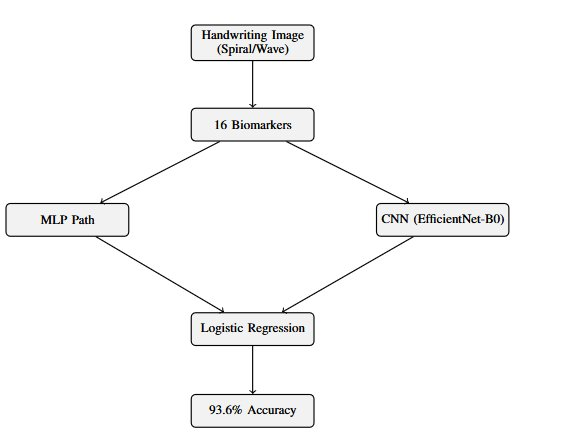 Handwriting Image
(Spiral/Wave)
16 Biomarkers
MLP Path
CNN (EfficientNet-B0)
Logistic Regression
93.6% Accuracy